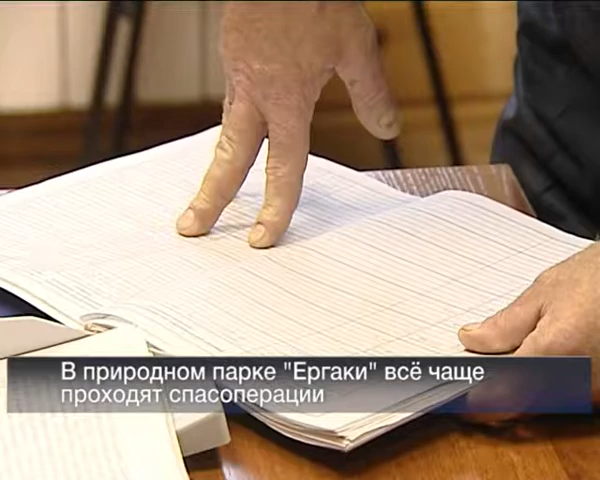 В природном парке "Ергаки" всё чаще
проходят спасоперации